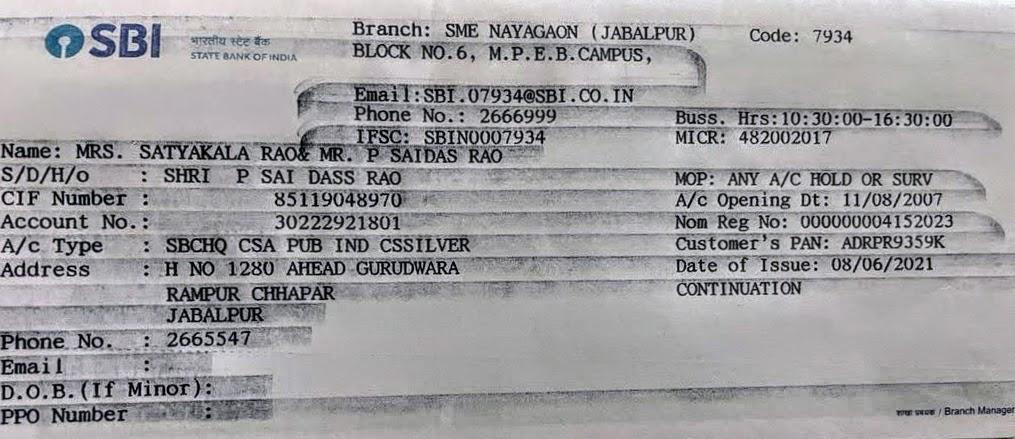 SBI
भारतीय स्टेट बैंक
STATE BANK OF INDIA
Branch: SME NAYAGAON (JABALPUR) Code: 7934
BLOCK NO.6, M.P.E.B.CAMPUS,
Email:SBI.07934@SBI.CO.IN
Phone No.: 2666999 Buss. Hrs:10:30:00-16:30:00
IFSC: SBIN0007934 MICR: 482002017
Name: MRS. SATYAKALA RAO& MR. P SAIDAS RAO
S/D/H/o : SHRI P SAI DASS RAO MOP: ANY A/C HOLD OR SURV
CIF Number : 85119048970 A/c Opening Dt: 11/08/2007
Account No.: 30222921801 Nom Reg No: 000000004152023
A/c Type : SBCHQ CSA PUB IND CSSILVER Customer's PAN: ADRPR9359K
Address : H NO 1280 AHEAD GURUDWARA Date of Issue: 08/06/2021
RAMPUR CHHAPAR CONTINUATION
JABALPUR
Phone No. : 2665547
Email :
D.O.B.(If Minor):
PPO Number :
शाखा प्रबंधक / Branch Manager